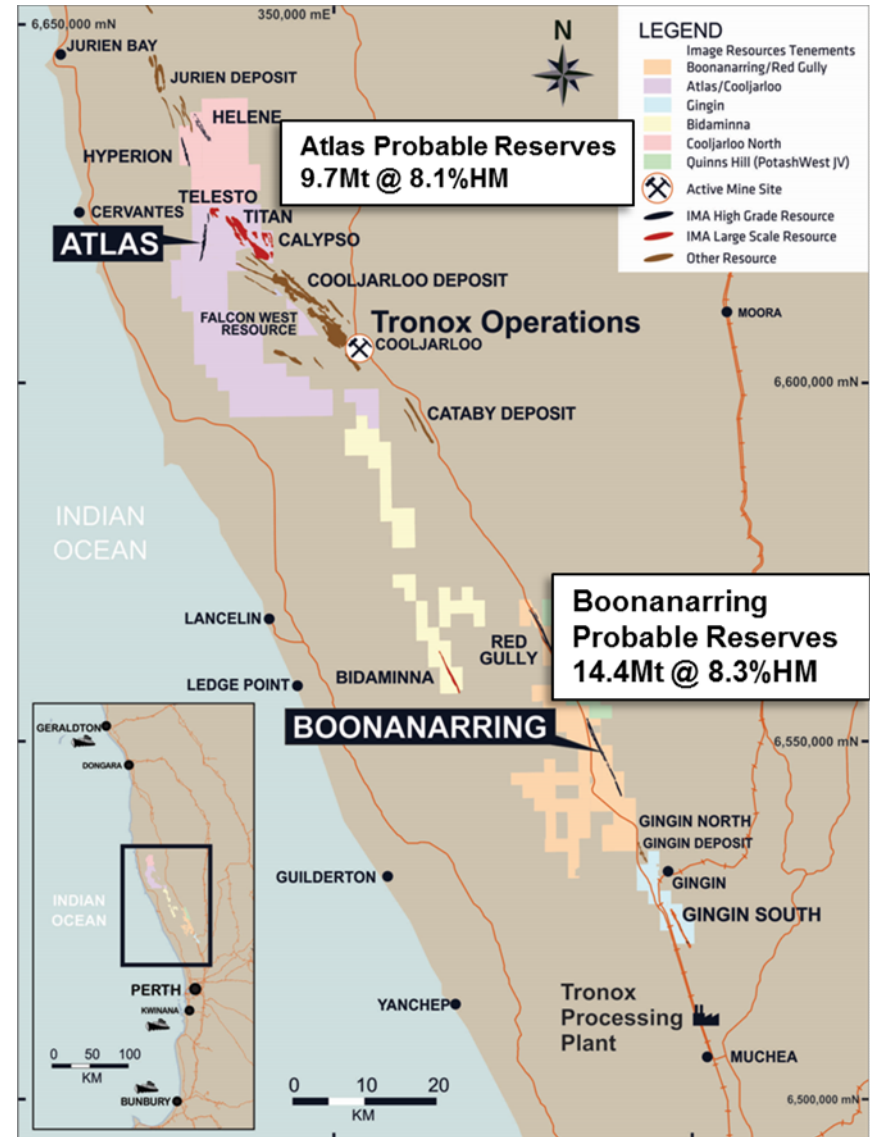 6,650,000 mN
350,000 mE
JURIEN BAY
JURIEN DEPOSIT
HELENE
HYPERION
N
LEGEND
Image Resources Tenements
Boonanarring/Red Gully
Atlas/Cooljarloo
Gingin
Bidaminna
Cooljarloo North
Quinns Hill (PotashWest JV)
Active Mine Site
IMA High Grade Resource
IMA Large Scale Resource
Other Resource
Atlas Probable Reserves
9.7Mt @ 8.1%HM
TELESTO
TITAN
CERVANTES
ATLAS
CALYPSO
COOLJARLOO DEPOSIT
FALCON WEST
RESOURCE
Tronox Operations
COOLJARLOO
MOORA
6,600,000 mN
CATABY DEPOSIT
INDIAN
OCEAN
LANCELIN
RED
GULLY
Boonanarring
Probable Reserves
14.4Mt @ 8.3%HM
BIDAMINNA
LEDGE POINT
BOONANARRING
6,550,000 mN
GINGIN NORTH
GINGIN DEPOSIT
GINGIN
GUILDERTON
GINGIN SOUTH
YANCHEP
Tronox
Processing
Plant
MUCHEA
6,500,000 mN
0 10 20
KM
GERALDTON
DONGARA
INDIAN
OCEAN
PERTH
KWINANA
0 50 100
KM
BUNBURY